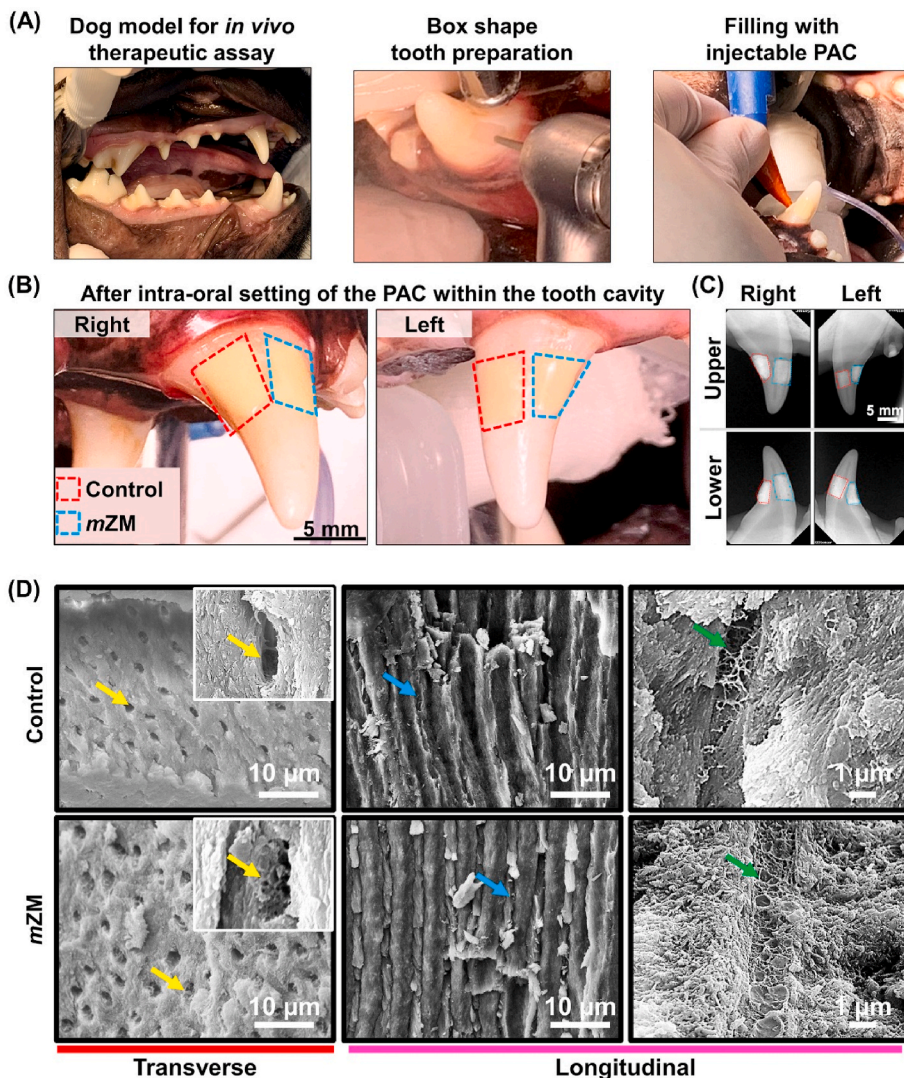 (A)
Dog model for in vivo
therapeutic assay
Box shape
tooth preparation
Filling with
injectable PAC
(B)
After intra-oral setting of the PAC within the tooth cavity
Right
Left
Control
mZM
5 mm
(C)
Right
Left
Upper
5 mm
Lower
(D)
Control
10 μm
10 μm
1 μm
mZM
10 μm
10 μm
1 μm
Transverse
Longitudinal